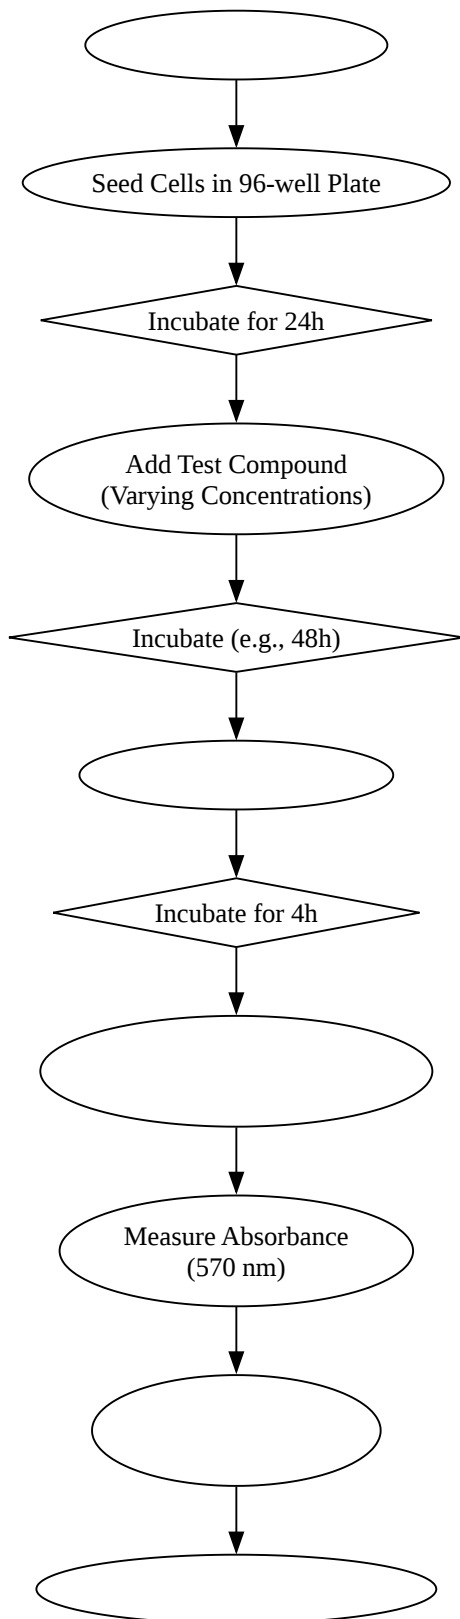 Seed Cells in 96-well Plate
Incubate for 24h
Add Test Compound
(Varying Concentrations)
Incubate (e.g., 48h)
Incubate for 4h
Measure Absorbance
(570 nm)